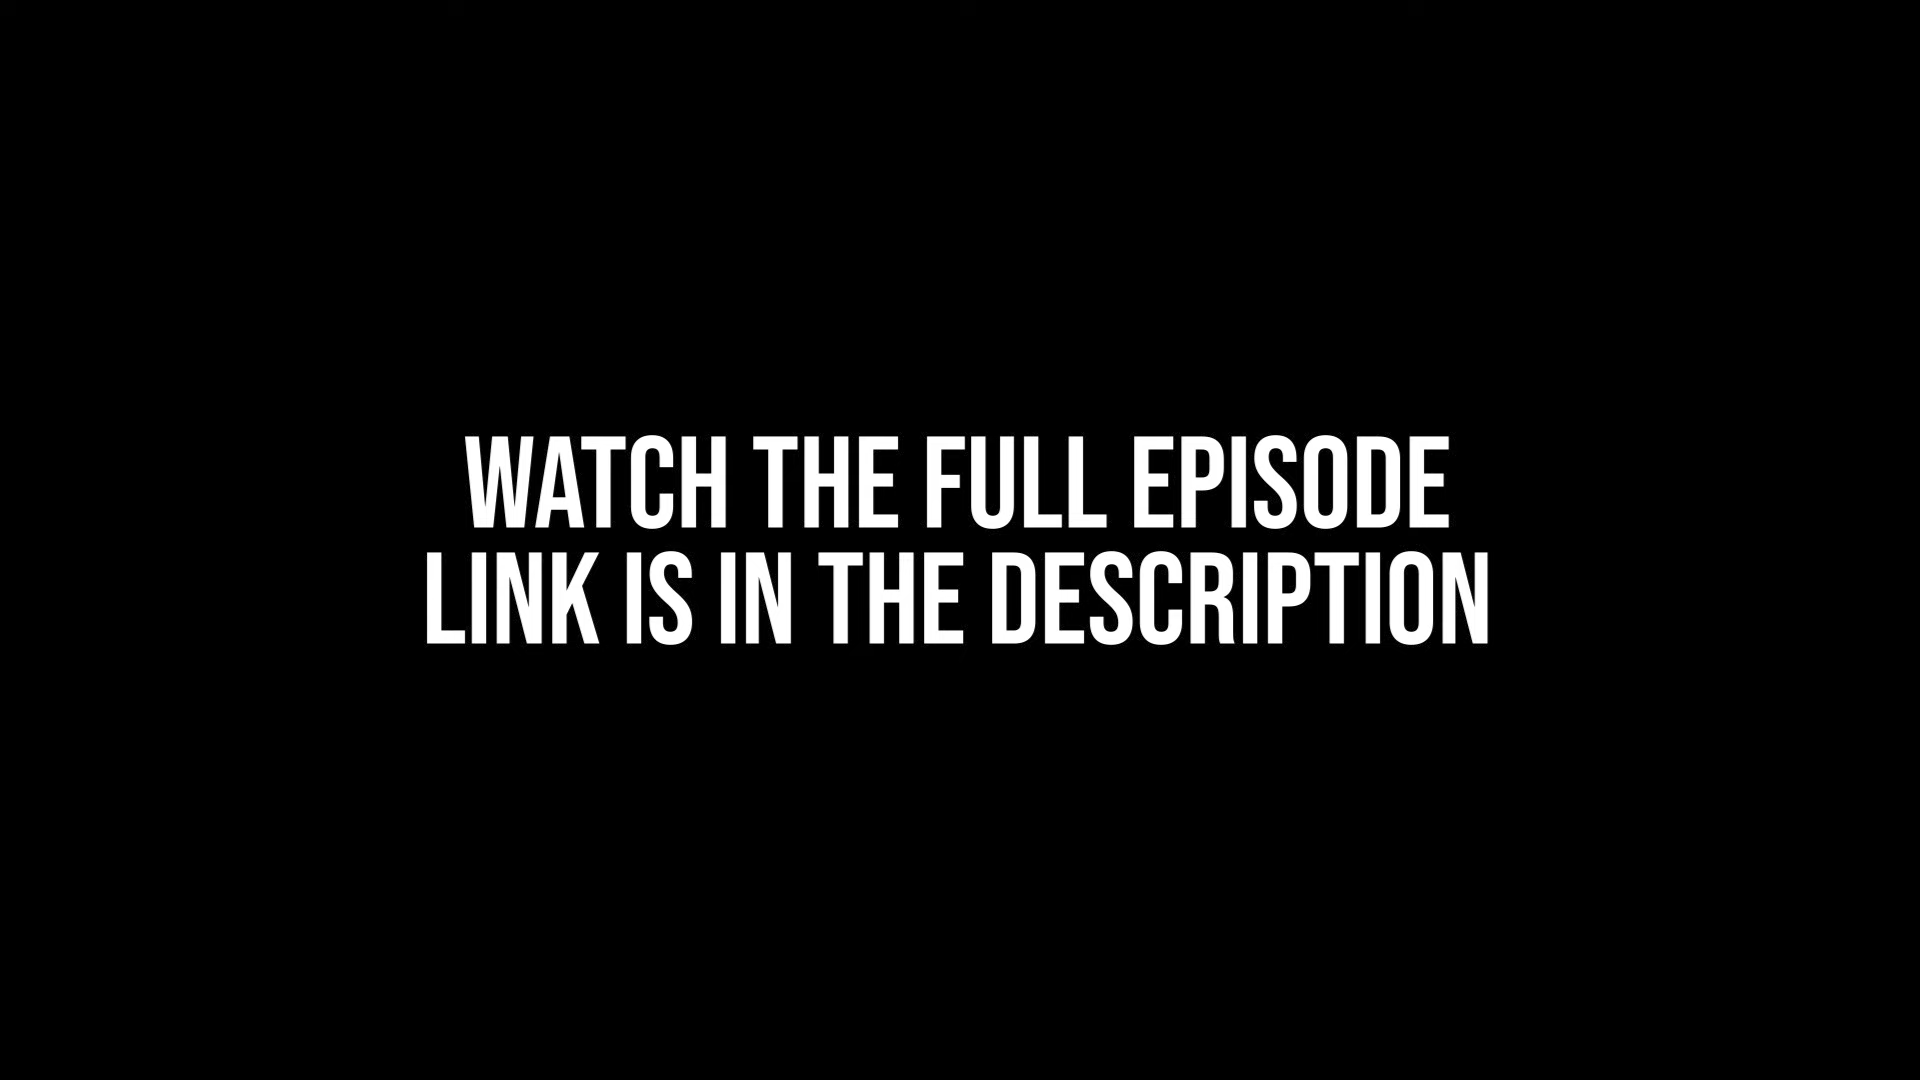 WATCH THE FULL EPISODE
LINK IS IN THE DESCRIPTION